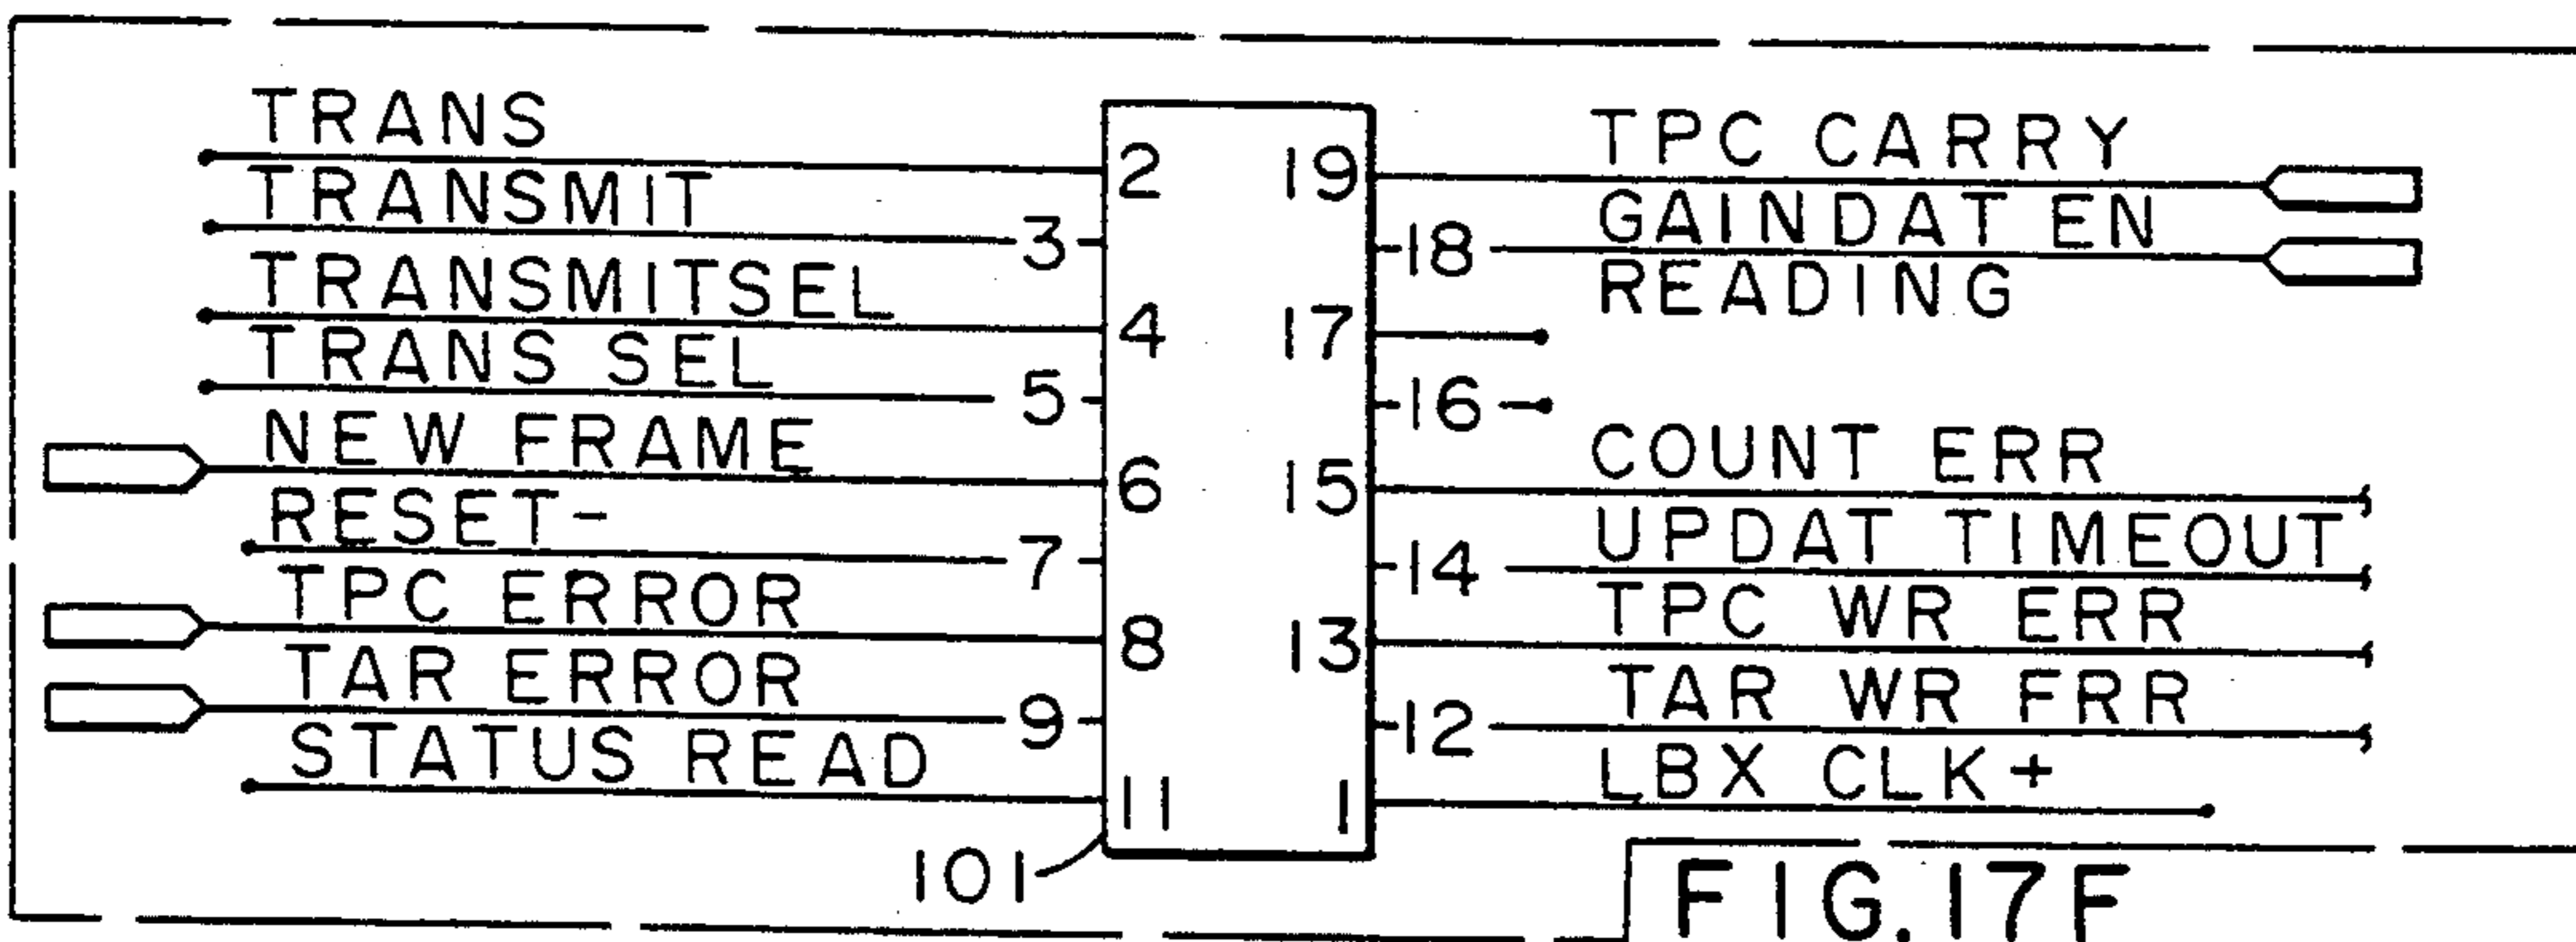 TRANS
2
TRANSMIT
3
TRANSMITSEL
4
TRANS SEL
5
NEW FRAME
6
RESET-
7
TPC ERROR
8
TAR ERROR
9
STATUS READ
11
101
19
TPC CARRY
18
GAINDAT EN
17
READING
16
15
COUNT ERR
14
UPDAT TIMEOUT
13
TPC WR ERR
12
TAR WR FRR
1
LBX CLK+
FIG.17F